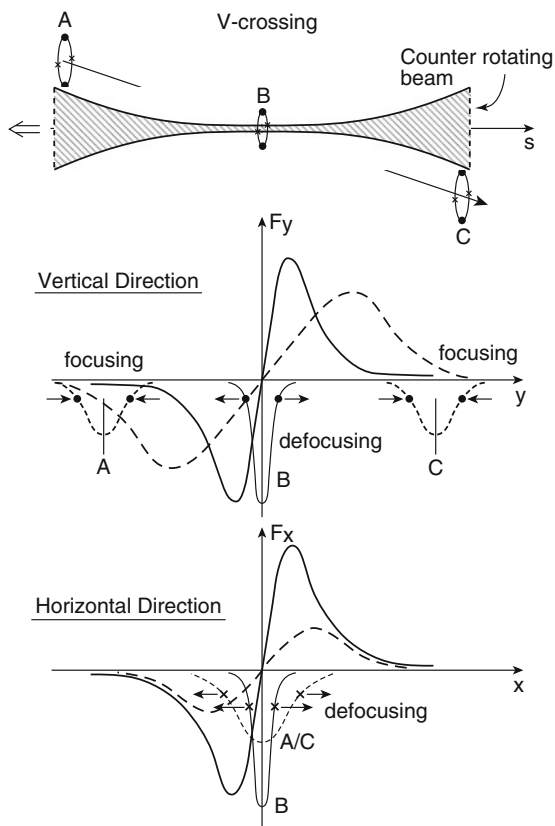 V-crossing
A
Counter rotating
beam
B
s
C
Fy
Vertical Direction
focusing
focusing
y
defocusing
A
B
C
Fx
Horizontal Direction
x
defocusing
A/C
B